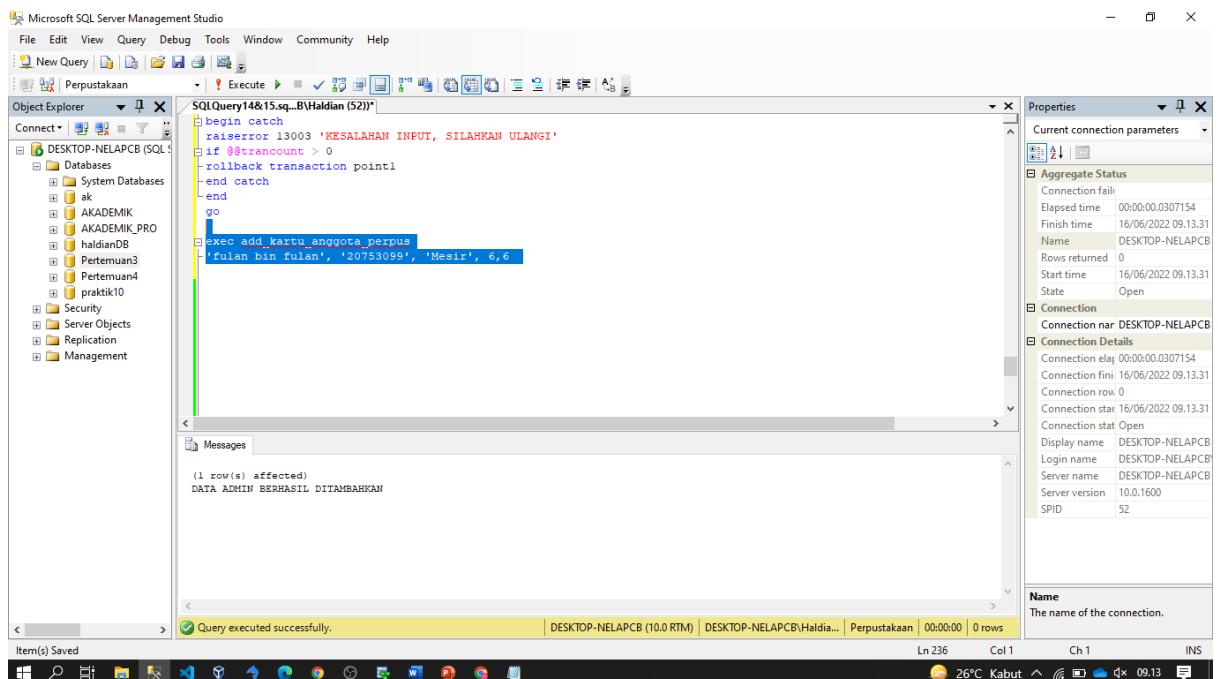 Microsoft SQL Server Management Studio
File Edit View Query Debug Tools Window Community Help
New Query
Perpustakaan
Execute
Object Explorer
Connect
DESKTOP-NELAPCB (SQL S
Databases
System Databases
ak
AKADEMIK
AKADEMIK_PRO
haldianDB
Pertemuan3
Pertemuan4
praktik10
Security
Server Objects
Replication
Management
SQLQuery14&15.sq...B\Haldian (52))*
begin catch
raiserror 13003 'KESALAHAN INPUT, SILAHKAN ULANGI'
if @@trancount > 0
rollback transaction point1
end catch
end
go
exec add_kartu_anggota_perpus
'fulan bin fulan', '20753099', 'Mesir', 6,6
Messages
(1 row(s) affected)
DATA ADMIN BERHASIL DITAMBAHKAN
Query executed successfully.
DESKTOP-NELAPCB (10.0 RTM)
DESKTOP-NELAPCB\Haldia...
Perpustakaan
00:00:00
0 rows
Properties
Current connection parameters
Aggregate Status
Connection failu
Elapsed time 00:00:00.0307154
Finish time 16/06/2022 09.13.31
Name DESKTOP-NELAPCB
Rows returned 0
Start time 16/06/2022 09.13.31
State Open
Connection
Connection nar DESKTOP-NELAPCB
Connection Details
Connection elap 00:00:00.0307154
Connection fini 16/06/2022 09.13.31
Connection row 0
Connection star 16/06/2022 09.13.31
Connection stat Open
Display name DESKTOP-NELAPCB
Login name DESKTOP-NELAPCB\
Server name DESKTOP-NELAPCB
Server version 10.0.1600
SPID 52
Name
The name of the connection.
Item(s) Saved
Ln 236
Col 1
Ch 1
INS
26°C Kabut
09.13